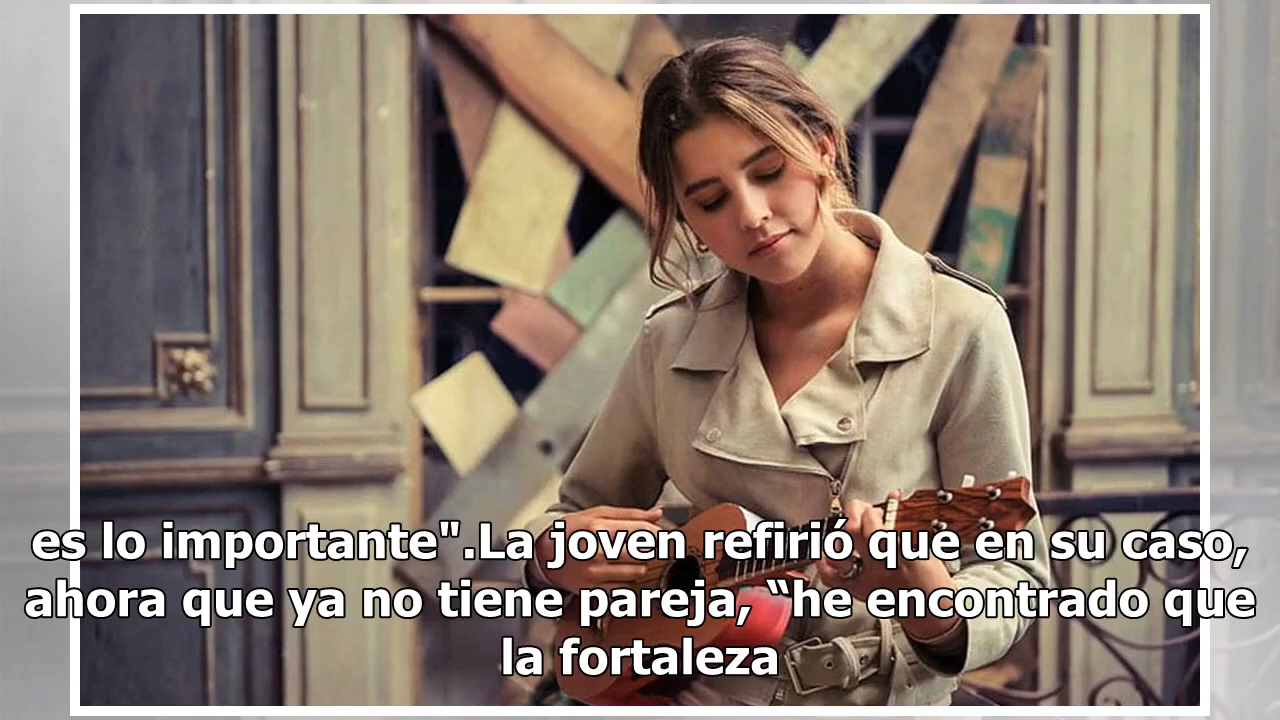 es lo importante".La joven refirió que en su caso,
ahora que ya no tiene pareja, “he encontrado que
la fortaleza